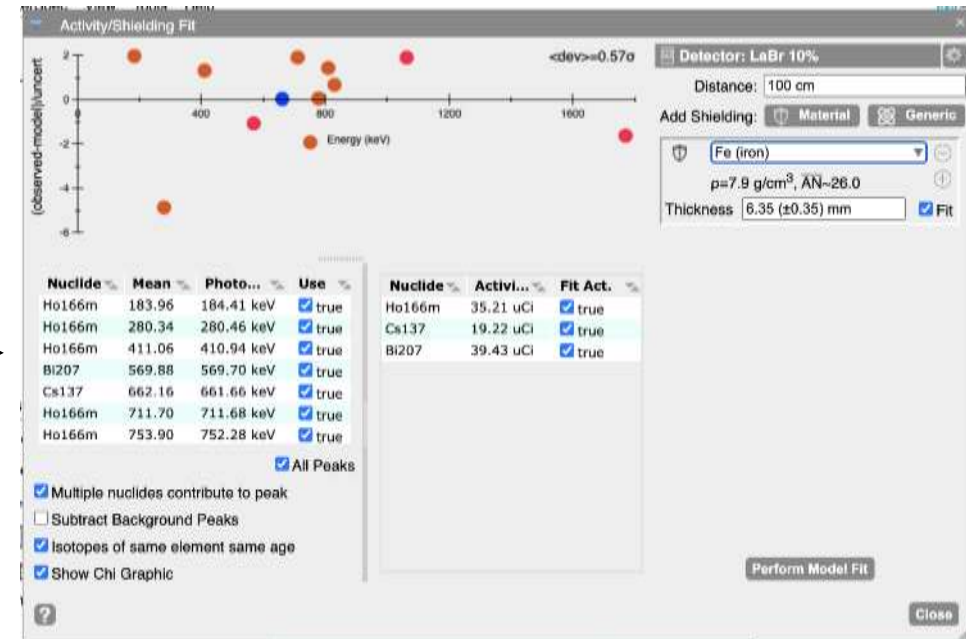 Activity/Shielding Fit
(observed-model)/uncert
2
0
-2
-4
-6
0
400
800
1200
1600
Energy (keV)
<dev>=0.57σ
Detector: LaBr 10%
Distance: 100 cm
Add Shielding: Material Generic
Fe (iron)
ρ=7.9 g/cm³, AN~26.0
Thickness 6.35 (±0.35) mm Fit
Nuclide Mean Photo... Use
Ho166m 183.96 184.41 keV true
Ho166m 280.34 280.46 keV true
Ho166m 411.06 410.94 keV true
Bi207 569.88 569.70 keV true
Cs137 662.16 661.66 keV true
Ho166m 711.70 711.68 keV true
Ho166m 753.90 752.28 keV true
All Peaks
Nuclide Activi... Fit Act.
Ho166m 35.21 uCi true
Cs137 19.22 uCi true
Bi207 39.43 uCi true
Multiple nuclides contribute to peak
Subtract Background Peaks
Isotopes of same element same age
Show Chi Graphic
Perform Model Fit
?
Close